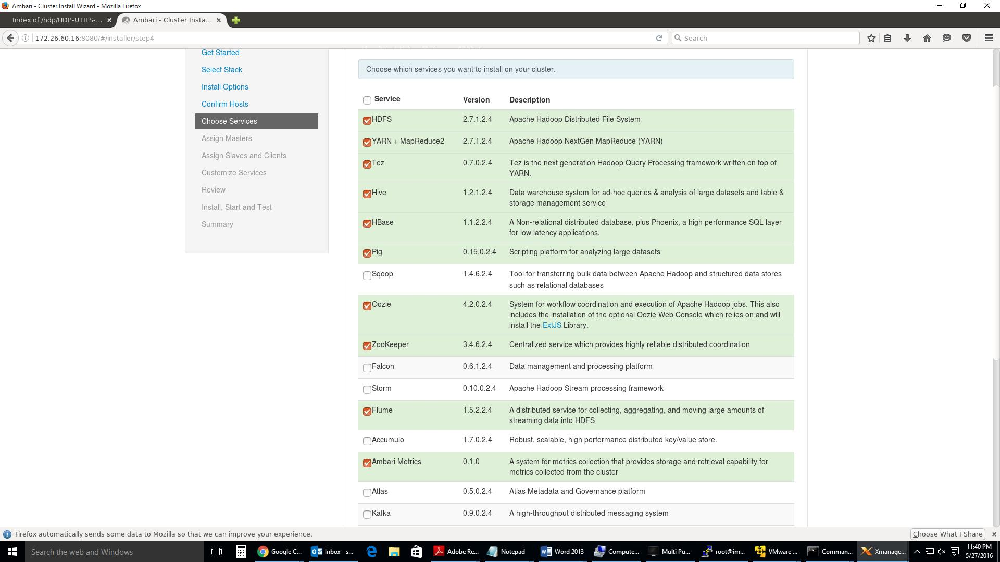 Ambari - Cluster Install Wizard - Mozilla Firefox
Index of /hdp/HDP-UTILS-...
Ambari - Cluster Insta...
172.26.60.16:8080/#/installer/step4
Search
Get Started
Select Stack
Install Options
Confirm Hosts
Choose Services
Assign Masters
Assign Slaves and Clients
Customize Services
Review
Install, Start and Test
Summary
Choose which services you want to install on your cluster.
Service Version Description
HDFS 2.7.1.2.4 Apache Hadoop Distributed File System
YARN + MapReduce2 2.7.1.2.4 Apache Hadoop NextGen MapReduce (YARN)
Tez 0.7.0.2.4 Tez is the next generation Hadoop Query Processing framework written on top of
YARN.
Hive 1.2.1.2.4 Data warehouse system for ad-hoc queries & analysis of large datasets and table &
storage management service
HBase 1.1.2.2.4 A Non-relational distributed database, plus Phoenix, a high performance SQL layer
for low latency applications.
Pig 0.15.0.2.4 Scripting platform for analyzing large datasets
Sqoop 1.4.6.2.4 Tool for transferring bulk data between Apache Hadoop and structured data stores
such as relational databases
Oozie 4.2.0.2.4 System for workflow coordination and execution of Apache Hadoop jobs. This also
includes the installation of the optional Oozie Web Console which relies on and will
install the ExtJS Library.
ZooKeeper 3.4.6.2.4 Centralized service which provides highly reliable distributed coordination
Falcon 0.6.1.2.4 Data management and processing platform
Storm 0.10.0.2.4 Apache Hadoop Stream processing framework
Flume 1.5.2.2.4 A distributed service for collecting, aggregating, and moving large amounts of
streaming data into HDFS
Accumulo 1.7.0.2.4 Robust, scalable, high performance distributed key/value store.
Ambari Metrics 0.1.0 A system for metrics collection that provides storage and retrieval capability for
metrics collected from the cluster
Atlas 0.5.0.2.4 Atlas Metadata and Governance platform
Kafka 0.9.0.2.4 A high-throughput distributed messaging system
Firefox automatically sends some data to Mozilla so that we can improve your experience.
Choose What I Share
Search the web and Windows
Google C...
Inbox - s...
Adobe Re...
Notepad
Word 2013
Compute...
Multi Pu...
root@im...
VMware ...
Comman...
Xmanage...
11:40 PM
5/27/2016